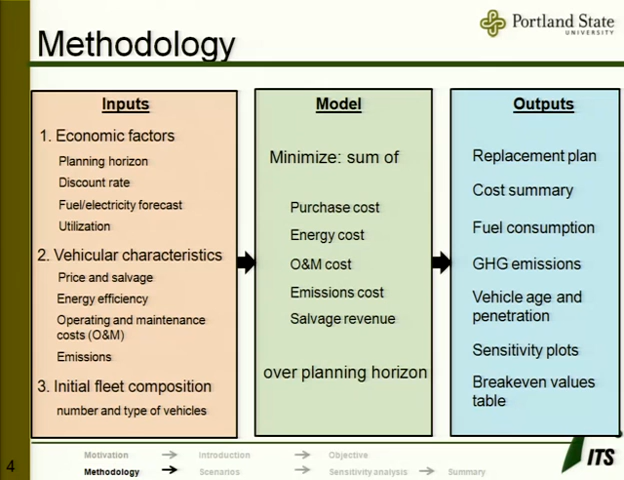 Portland State
UNIVERSITY
Methodology
Inputs
1. Economic factors
Planning horizon
Discount rate
Fuel/electricity forecast
Utilization
2. Vehicular characteristics
Price and salvage
Energy efficiency
Operating and maintenance
costs (O&M)
Emissions
3. Initial fleet composition
number and type of vehicles
Model
Minimize: sum of
Purchase cost
Energy cost
O&M cost
Emissions cost
Salvage revenue
over planning horizon
Outputs
Replacement plan
Cost summary
Fuel consumption
GHG emissions
Vehicle age and
penetration
Sensitivity plots
Breakeven values
table
4
Motivation Introduction Objective
Methodology Scenarios Sensitivity analysis Summary
ITS